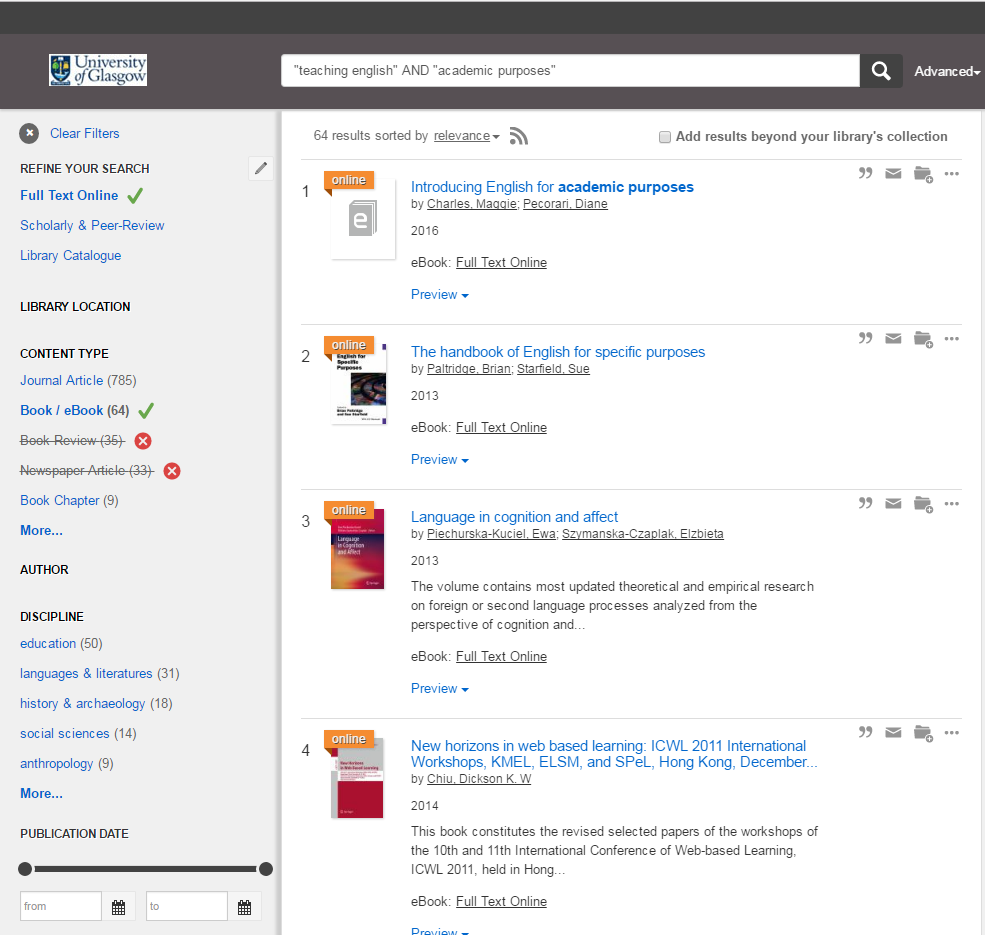 University
of Glasgow
"teaching english" AND "academic purposes"
Advanced
Clear Filters
REFINE YOUR SEARCH
Full Text Online
Scholarly & Peer-Review
Library Catalogue
LIBRARY LOCATION
CONTENT TYPE
Journal Article (785)
Book / eBook (64)
Book Review (35)
Newspaper Article (33)
Book Chapter (9)
More...
AUTHOR
DISCIPLINE
education (50)
languages & literatures (31)
history & archaeology (18)
social sciences (14)
anthropology (9)
More...
PUBLICATION DATE
from
to
64 results sorted by relevance
Add results beyond your library's collection
1
online
e
Introducing English for academic purposes
by Charles, Maggie; Pecorari, Diane
2016
eBook: Full Text Online
Preview
2
online
English for
Specific
Purposes
The handbook of English for specific purposes
by Paltridge, Brian; Starfield, Sue
2013
eBook: Full Text Online
Preview
3
online
Language
in Cognition
and Affect
Language in cognition and affect
by Piechurska-Kuciel, Ewa; Szymanska-Czaplak, Elzbieta
2013
The volume contains most updated theoretical and empirical research
on foreign or second language processes analyzed from the
perspective of cognition and...
eBook: Full Text Online
Preview
4
online
New Horizons
in Web Based Learning
New horizons in web based learning: ICWL 2011 International
Workshops, KMEL, ELSM, and SPeL, Hong Kong, December...
by Chiu, Dickson K. W
2014
This book constitutes the revised selected papers of the workshops of
the 10th and 11th International Conference of Web-based Learning,
ICWL 2011, held in Hong...
eBook: Full Text Online
Preview